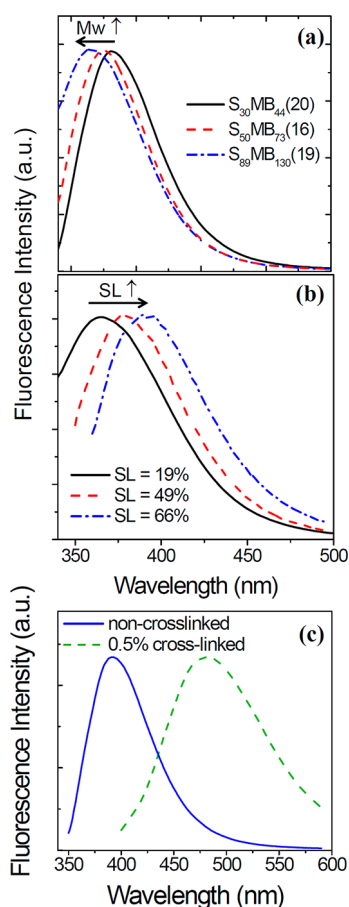 Mw ↑
(a)
S₃₀MB₄₄(20)
S₅₀MB₇₃(16)
S₈₉MB₁₃₀(19)
SL ↑
(b)
SL = 19%
SL = 49%
SL = 66%
Fluorescence Intensity (a.u.)
350 400 450 500
Wavelength (nm)
non-crosslinked
0.5% cross-linked
(c)
Fluorescence Intensity (a.u.)
350 400 450 500 550 600
Wavelength (nm)